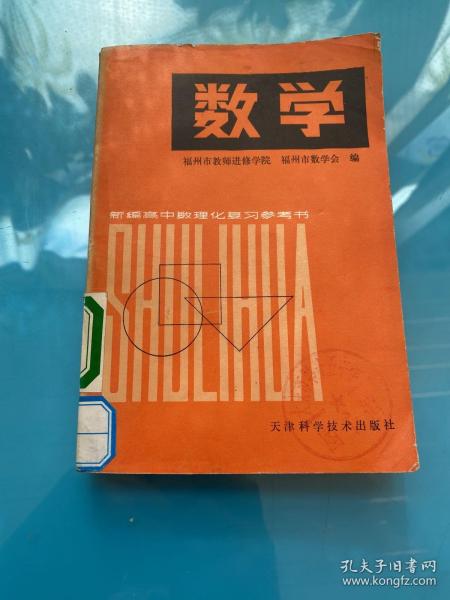 数学
福州市教师进修学院 福州市数学会 编
新编高中数理化复习参考书
SHULIHUA
天津科学技术出版社
孔夫子旧书网
www.kongfz.com